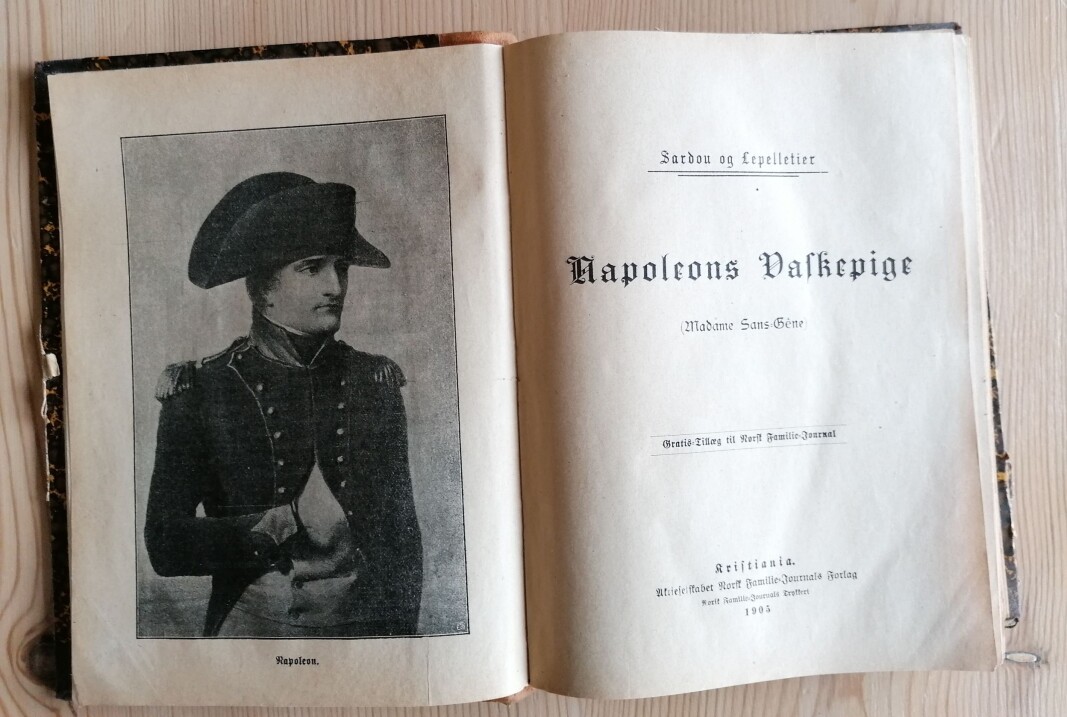 Napoleon.
Sardou og Lepelletier
Napoleons Vaskepige
(Madame Sans-Gêne)
Gratis-Tillæg til Norsk Familie-Journal
Kristiania.
Aktieselskabet Norsk Familie-Journals Forlag
Norsk Familie-Journals Trykkeri
1905